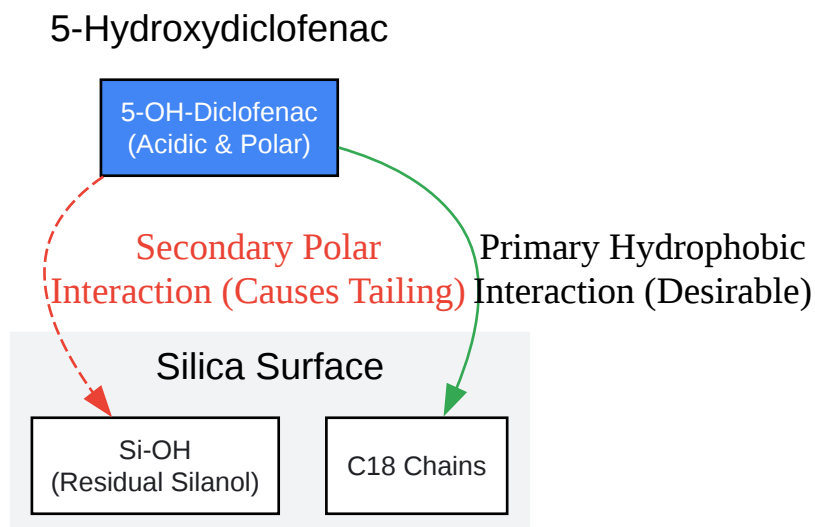 5-Hydroxydiclofenac
5-OH-Diclofenac
(Acidic & Polar)
Secondary Polar
Interaction (Causes Tailing)
Primary Hydrophobic
Interaction (Desirable)
Silica Surface
Si-OH
(Residual Silanol)
C18 Chains